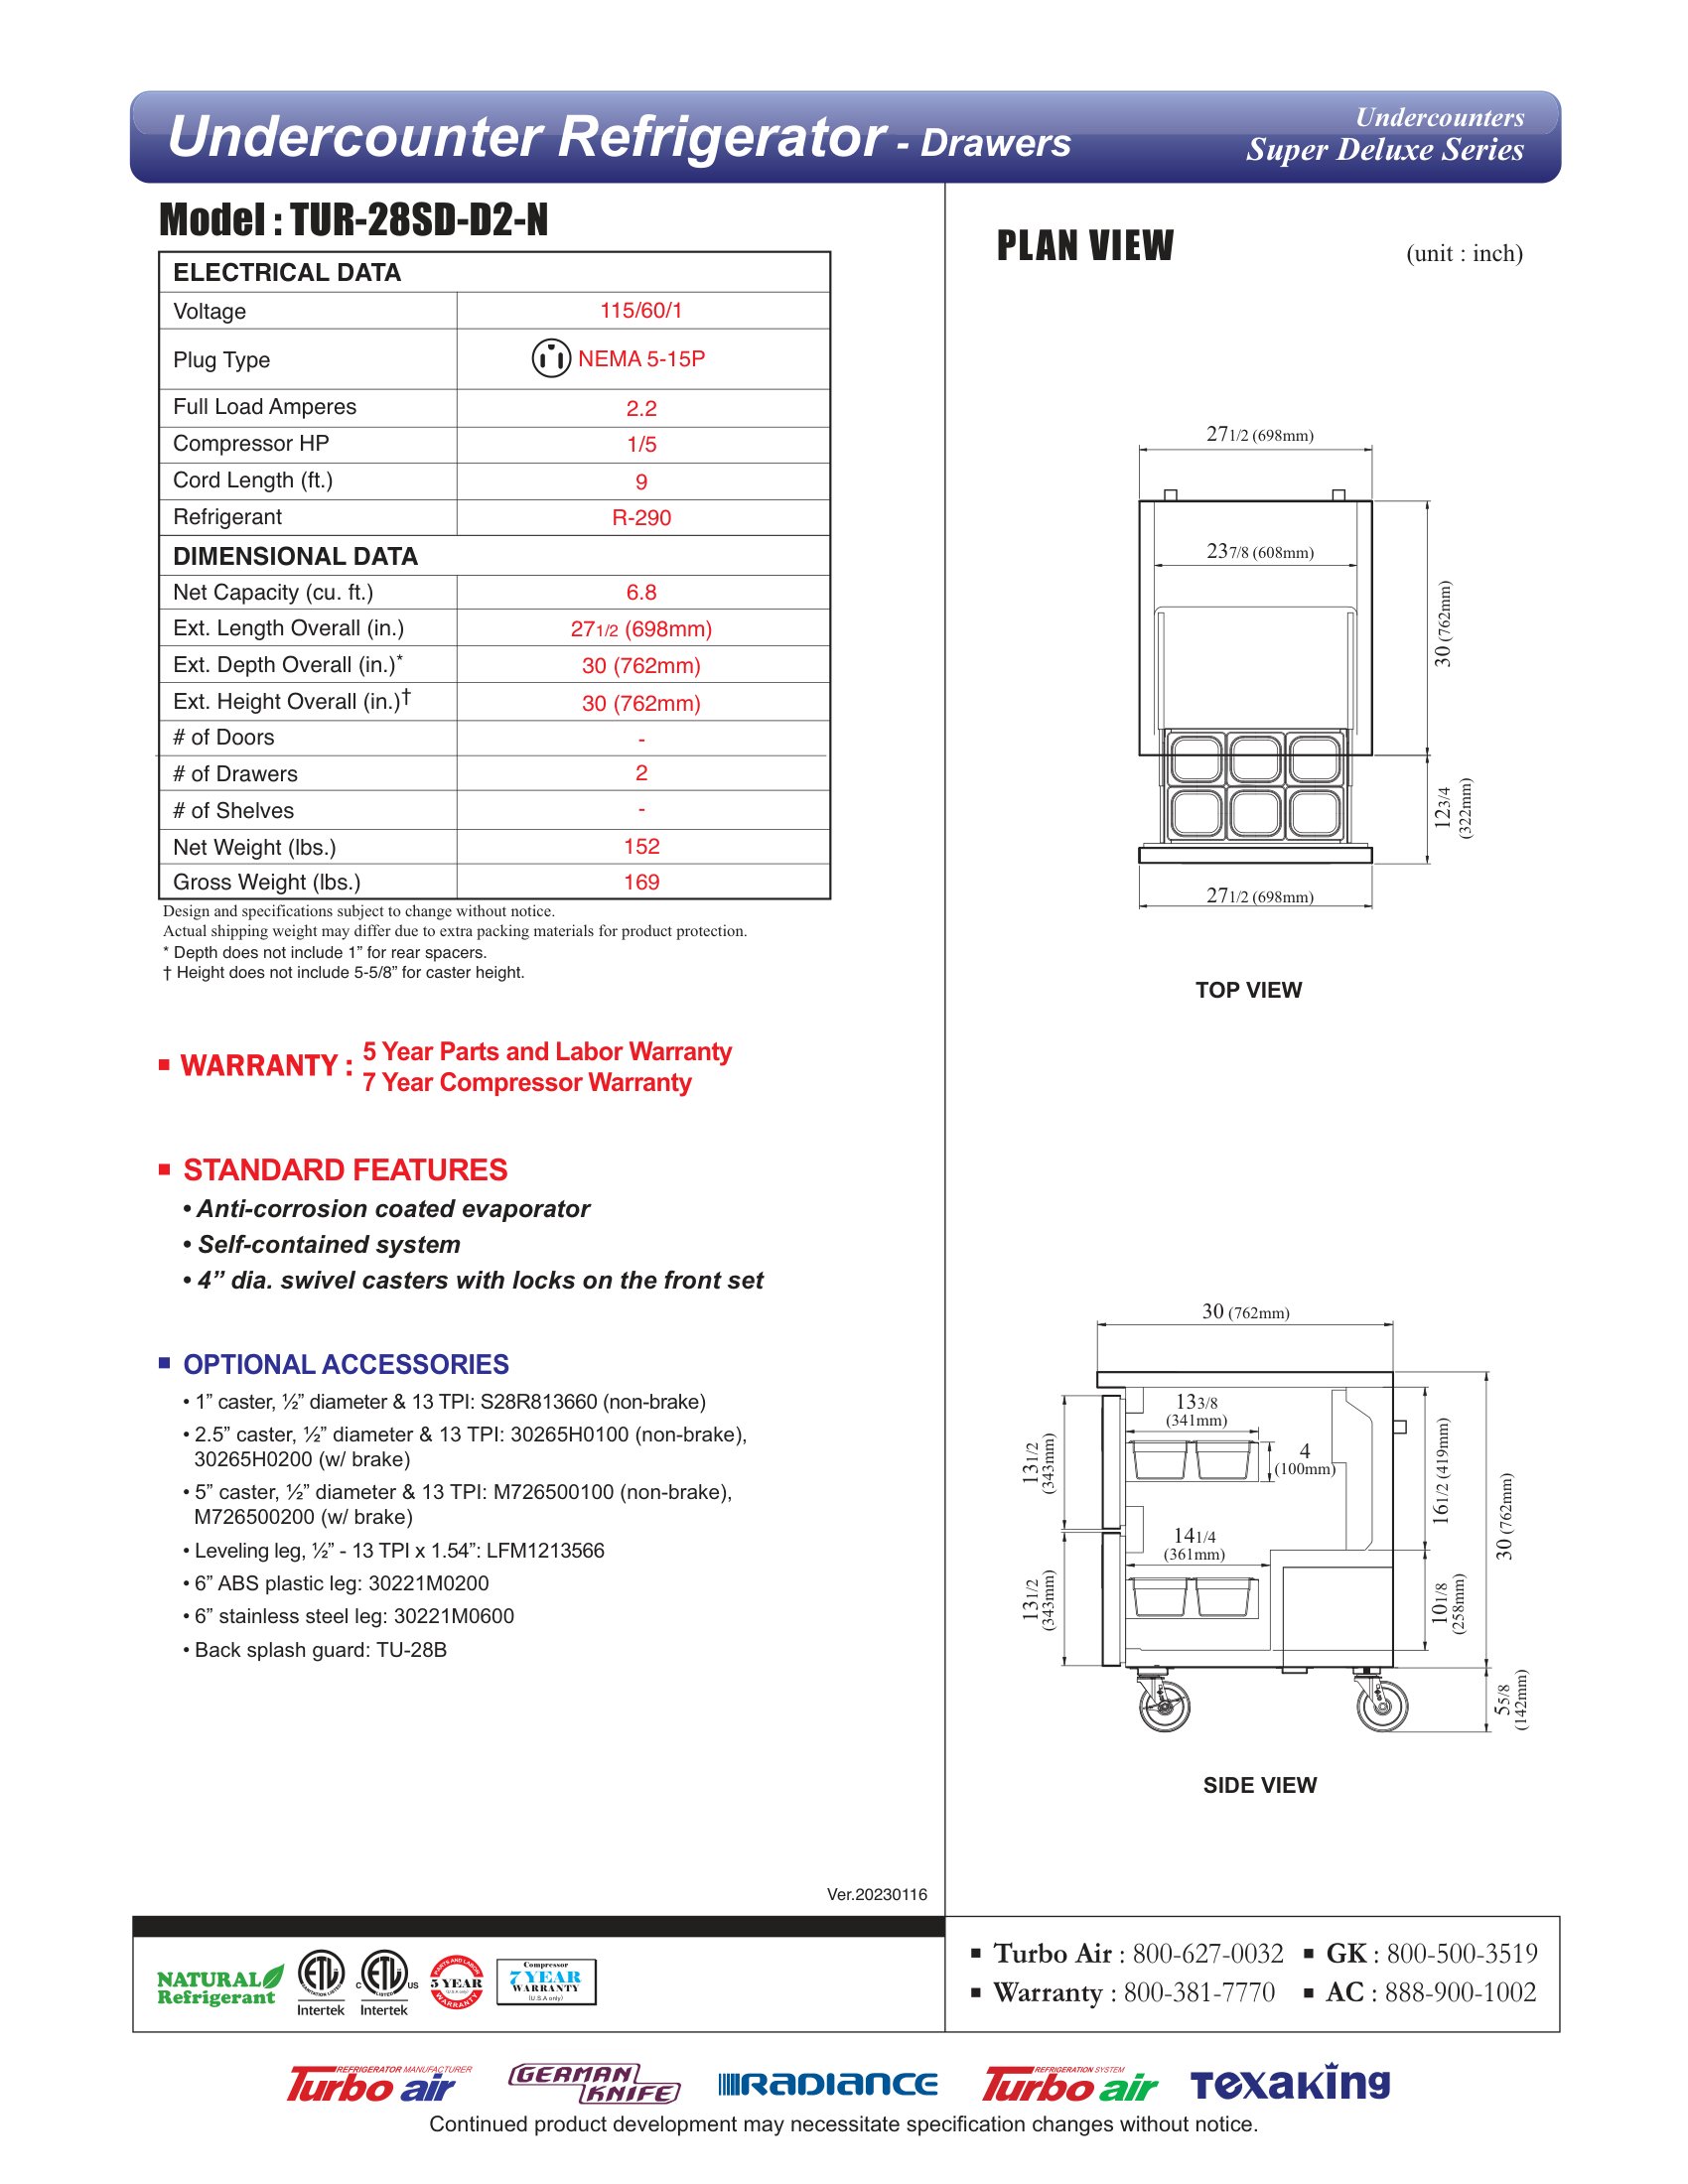 Undercounter Refrigerator - Drawers
Undercounters
Super Deluxe Series
Model : TUR-28SD-D2-N
ELECTRICAL DATA
Voltage 115/60/1
Plug Type NEMA 5-15P
Full Load Amperes 2.2
Compressor HP 1/5
Cord Length (ft.) 9
Refrigerant R-290
DIMENSIONAL DATA
Net Capacity (cu. ft.) 6.8
Ext. Length Overall (in.) 27 1/2 (698mm)
Ext. Depth Overall (in.)* 30 (762mm)
Ext. Height Overall (in.)† 30 (762mm)
# of Doors -
# of Drawers 2
# of Shelves -
Net Weight (lbs.) 152
Gross Weight (lbs.) 169
Design and specifications subject to change without notice.
Actual shipping weight may differ due to extra packing materials for product protection.
* Depth does not include 1” for rear spacers.
† Height does not include 5-5/8” for caster height.
■ WARRANTY : 5 Year Parts and Labor Warranty
7 Year Compressor Warranty
■ STANDARD FEATURES
• Anti-corrosion coated evaporator
• Self-contained system
• 4” dia. swivel casters with locks on the front set
■ OPTIONAL ACCESSORIES
• 1” caster, ½” diameter & 13 TPI: S28R813660 (non-brake)
• 2.5” caster, ½” diameter & 13 TPI: 30265H0100 (non-brake),
30265H0200 (w/ brake)
• 5” caster, ½” diameter & 13 TPI: M726500100 (non-brake),
M726500200 (w/ brake)
• Leveling leg, ½” - 13 TPI x 1.54”: LFM1213566
• 6” ABS plastic leg: 30221M0200
• 6” stainless steel leg: 30221M0600
• Back splash guard: TU-28B
Ver.20230116
PLAN VIEW
(unit : inch)
27 1/2 (698mm)
23 7/8 (608mm)
30 (762mm)
12 3/4
(322mm)
27 1/2 (698mm)
TOP VIEW
30 (762mm)
13 3/8
(341mm)
4
(100mm)
13 1/2
(343mm)
16 1/2 (419mm)
30 (762mm)
14 1/4
(361mm)
13 1/2
(343mm)
10 1/8
(258mm)
5 5/8
(142mm)
SIDE VIEW
NATURAL
Refrigerant
ETL
SANITATION LISTED
Intertek
C ETL US
LISTED
Intertek
PARTS AND LABOR
5 YEAR
(U.S.A only)
WARRANTY
Compressor
7 YEAR
WARRANTY
(U.S.A only)
■ Turbo Air : 800-627-0032 ■ GK : 800-500-3519
■ Warranty : 800-381-7770 ■ AC : 888-900-1002
REFRIGERATOR MANUFACTURER
Turbo air
GERMAN
KNIFE
RADIANCE
REFRIGERATION SYSTEM
Turbo air
Texaking
Continued product development may necessitate specification changes without notice.